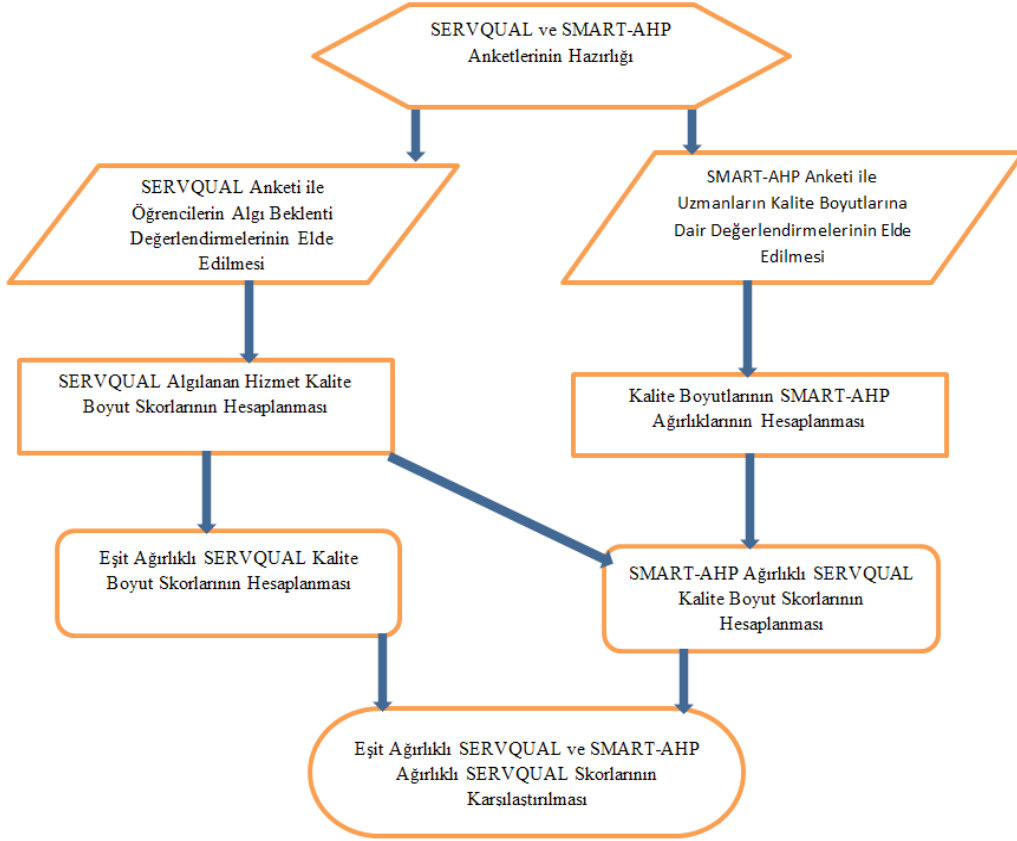 SERVQUAL ve SMART-AHP
Anketlerinin Hazırlığı
SERVQUAL Anketi ile
Öğrencilerin Algı Beklenti
Değerlendirmelerinin Elde
Edilmesi
SMART-AHP Anketi ile
Uzmanların Kalite Boyutlarına
Dair Değerlendirmelerinin Elde
Edilmesi
SERVQUAL Algılanan Hizmet Kalite
Boyut Skorlarının Hesaplanması
Kalite Boyutlarının SMART-AHP
Ağırlıklarının Hesaplanması
Eşit Ağırlıklı SERVQUAL Kalite
Boyut Skorlarının Hesaplanması
SMART-AHP Ağırlıklı SERVQUAL
Kalite Boyut Skorlarının
Hesaplanması
Eşit Ağırlıklı SERVQUAL ve SMART-AHP
Ağırlıklı SERVQUAL Skorlarının
Karşılaştırılması